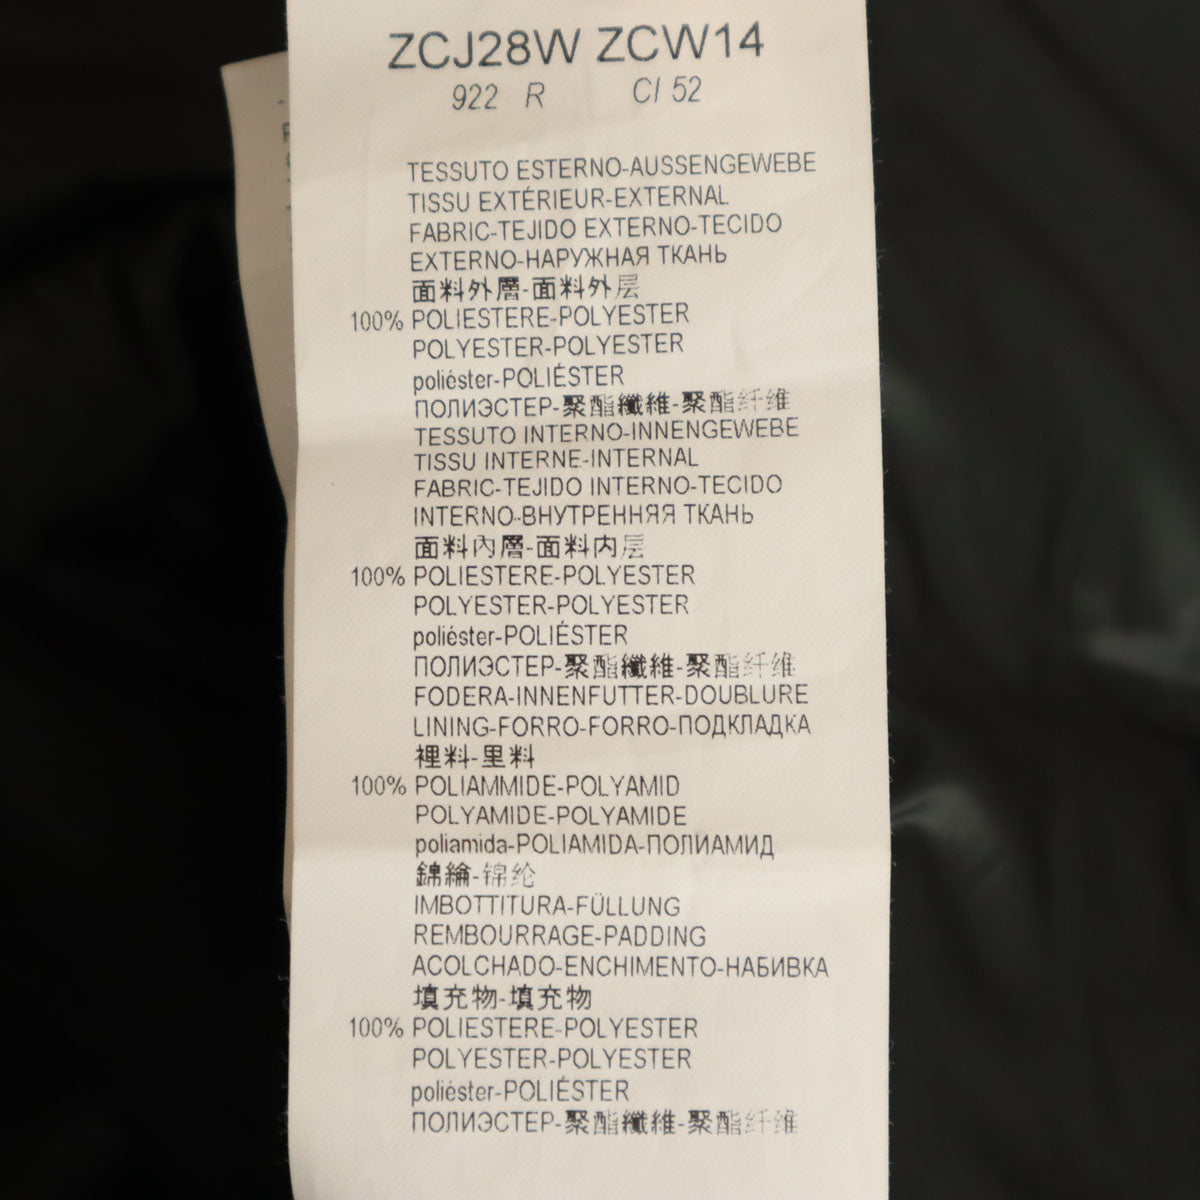 ZCJ28W ZCW14
922 R CI 52
TESSUTO ESTERNO-AUSSENGEWEBE
TISSU EXTÉRIEUR-EXTERNAL
FABRIC-TEJIDO EXTERNO-TECIDO
EXTERNO-НАРУЖНАЯ ТКАНЬ
面料外層-面料外层
100% POLIESTERE-POLYESTER
POLYESTER-POLYESTER
poliéster-POLIÉSTER
ПОЛИЭСТЕР-聚酯纖維-聚酯纤维
TESSUTO INTERNO-INNENGEWEBE
TISSU INTERNE-INTERNAL
FABRIC-TEJIDO INTERNO-TECIDO
INTERNO-ВНУТРЕННЯЯ ТКАНЬ
面料內層-面料内层
100% POLIESTERE-POLYESTER
POLYESTER-POLYESTER
poliéster-POLIÉSTER
ПОЛИЭСТЕР-聚酯纖維-聚酯纤维
FODERA-INNENFUTTER-DOUBLURE
LINING-FORRO-FORRO-ПОДКЛАДКА
裡料-里料
100% POLIAMMIDE-POLYAMID
POLYAMIDE-POLYAMIDE
poliamida-POLIAMIDA-ПОЛИАМИД
錦綸-锦纶
IMBOTTITURA-FÜLLUNG
REMBOURRAGE-PADDING
ACOLCHADO-ENCHIMENTO-НАБИВКА
填充物-填充物
100% POLIESTERE-POLYESTER
POLYESTER-POLYESTER
poliéster-POLIÉSTER
ПОЛИЭСТЕР-聚酯纖維-聚酯纤维